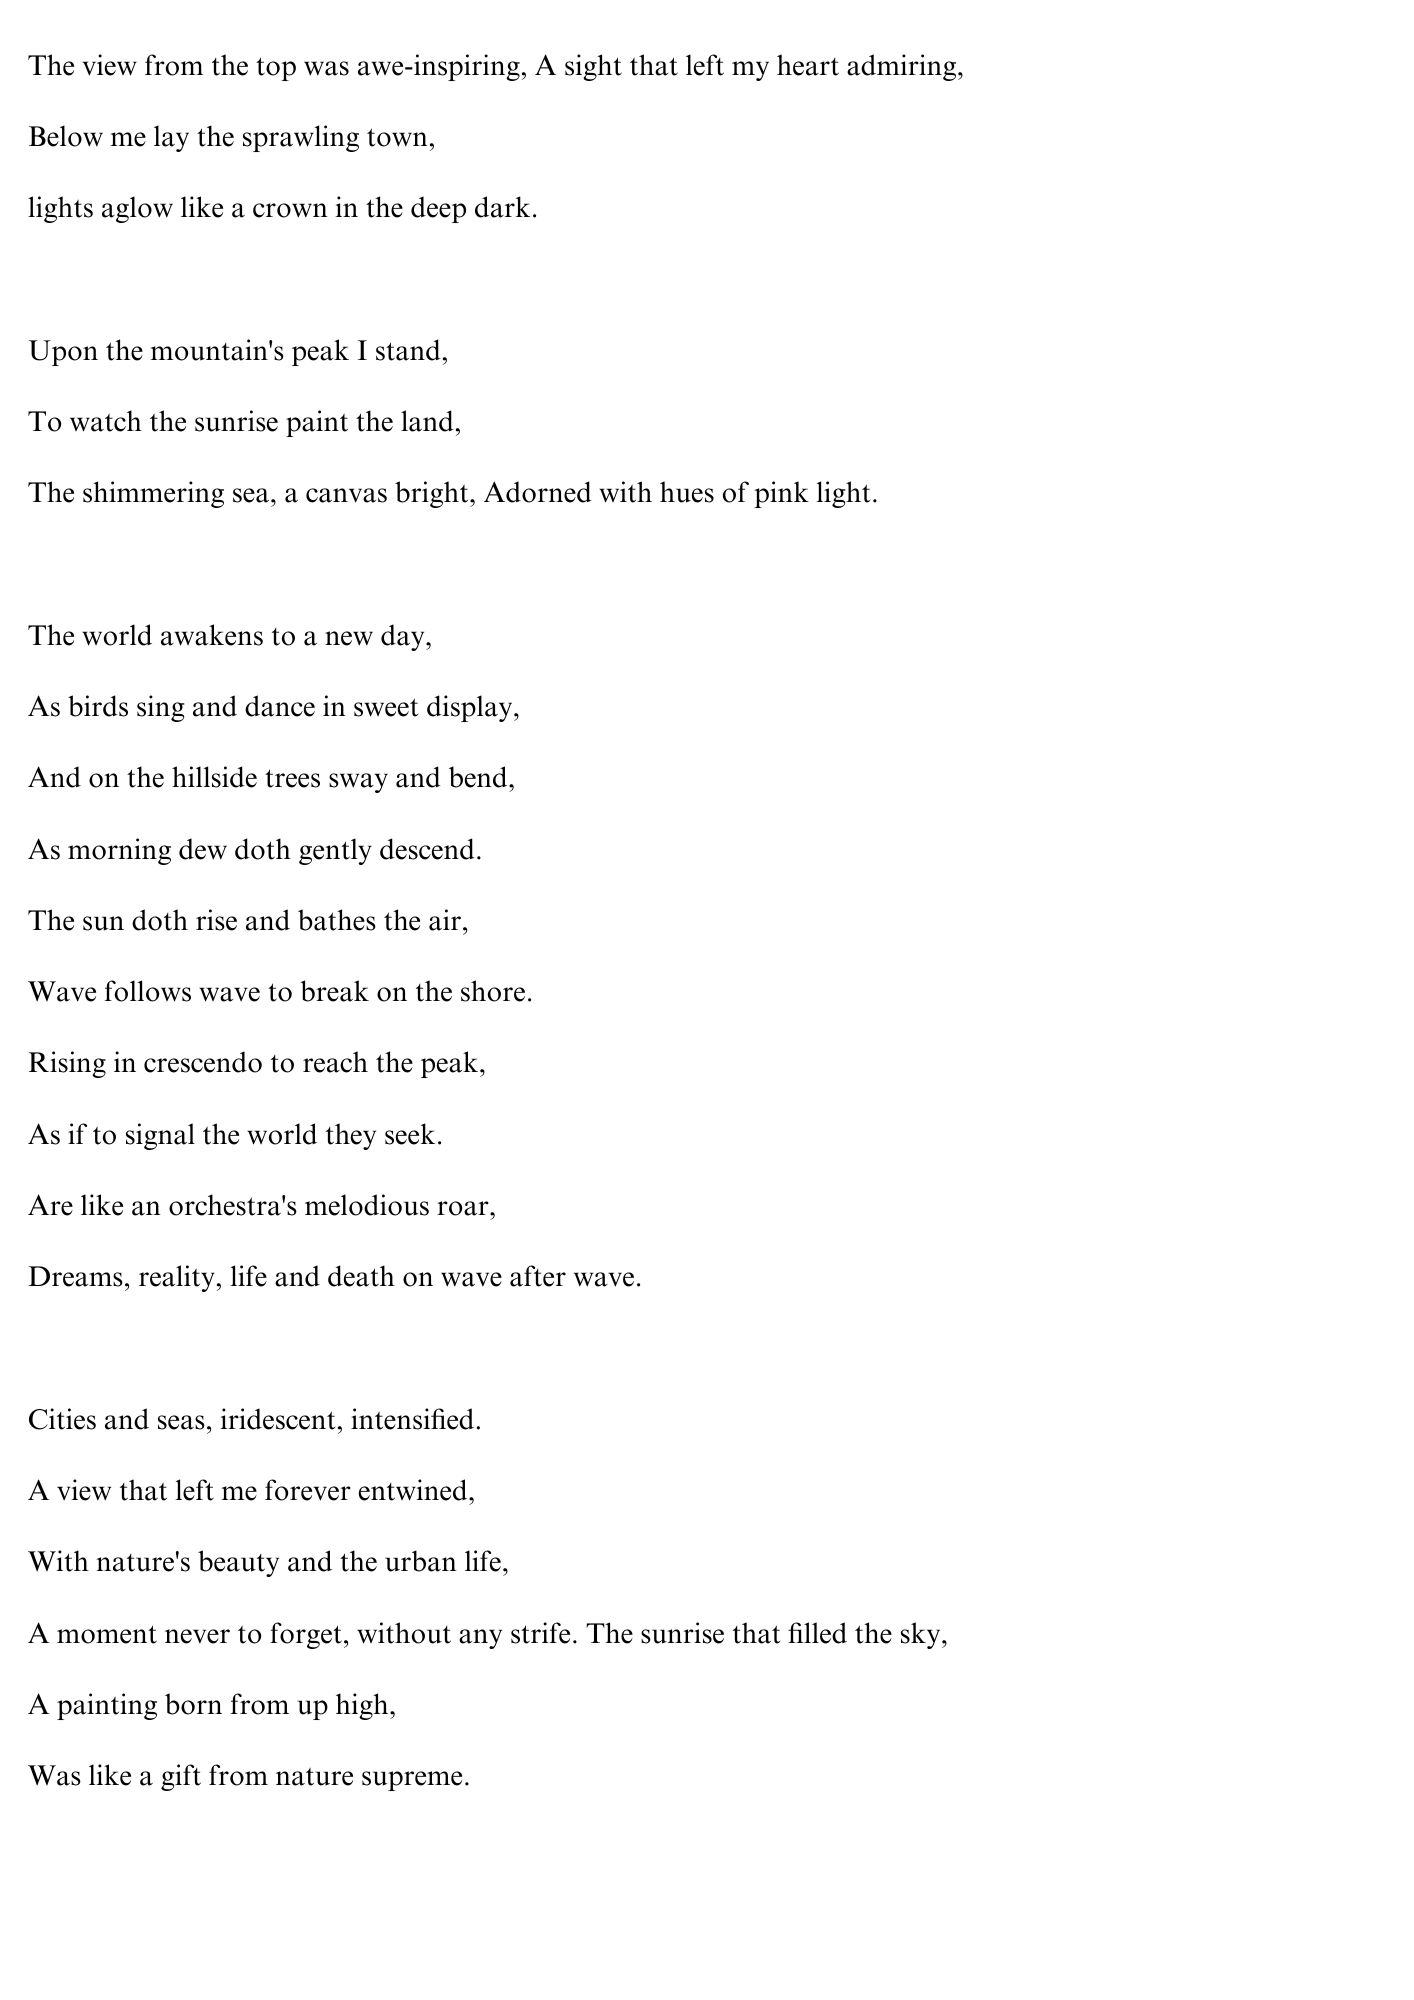 The view from the top was awe-inspiring, A sight that left my heart admiring,
Below me lay the sprawling town,
lights aglow like a crown in the deep dark.
Upon the mountain's peak I stand,
To watch the sunrise paint the land,
The shimmering sea, a canvas bright, Adorned with hues of pink light.
The world awakens to a new day,
As birds sing and dance in sweet display,
And on the hillside trees sway and bend,
As morning dew doth gently descend.
The sun doth rise and bathes the air,
Wave follows wave to break on the shore.
Rising in crescendo to reach the peak,
As if to signal the world they seek.
Are like an orchestra's melodious roar,
Dreams, reality, life and death on wave after wave.
Cities and seas, iridescent, intensified.
A view that left me forever entwined,
With nature's beauty and the urban life,
A moment never to forget, without any strife. The sunrise that filled the sky,
A painting born from up high,
Was like a gift from nature supreme.